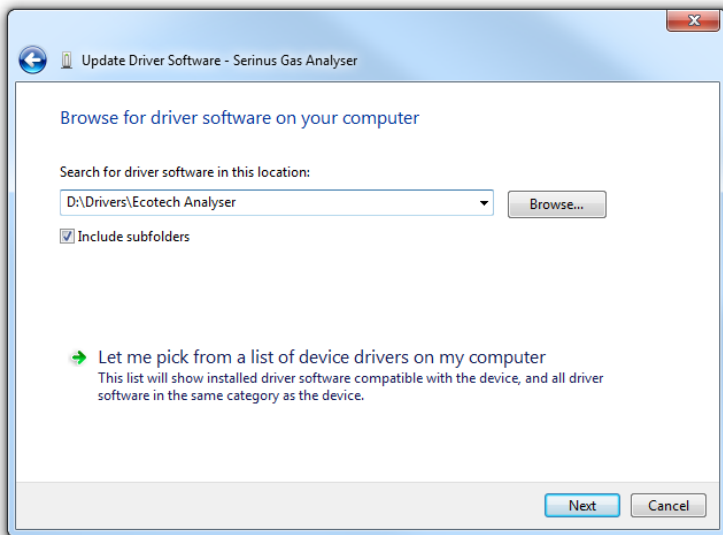 Update Driver Software - Serinus Gas Analyser
Browse for driver software on your computer
Search for driver software in this location:
D:\Drivers\Ecotech Analyser
Browse...
Include subfolders
Let me pick from a list of device drivers on my computer
This list will show installed driver software compatible with the device, and all driver
software in the same category as the device.
Next
Cancel